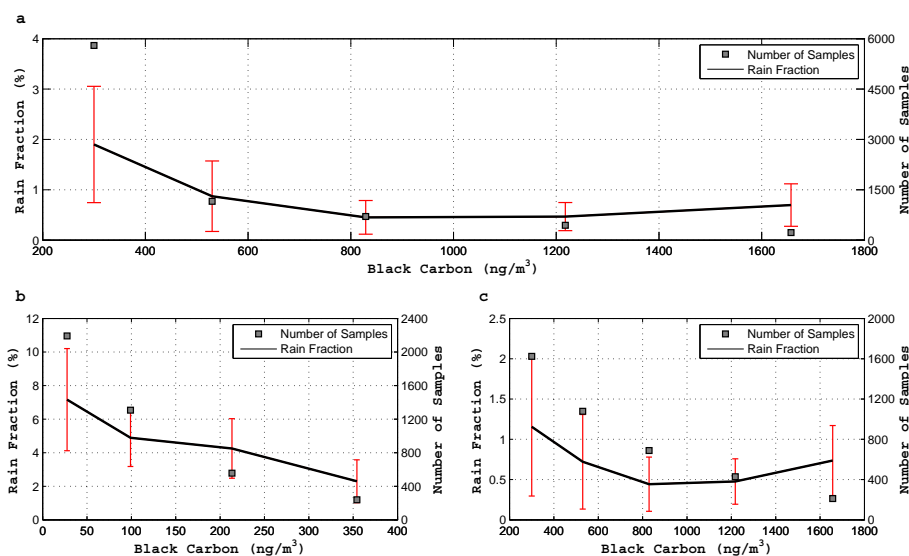 a
4
3
2
1
0
Rain Fraction (%)
6000
4500
3000
1500
0
Number of Samples
Number of Samples
Rain Fraction
200 400 600 800 1000 1200 1400 1600 1800
Black Carbon (ng/m³)
b
12
10
8
6
4
2
0
Rain Fraction (%)
2400
2000
1600
1200
800
400
0
Number of Samples
Number of Samples
Rain Fraction
0 50 100 150 200 250 300 350 400
Black Carbon (ng/m³)
c
2.5
2
1.5
1
0.5
0
Rain Fraction (%)
2000
1600
1200
800
400
0
Number of Samples
Number of Samples
Rain Fraction
200 400 600 800 1000 1200 1400 1600 1800
Black Carbon (ng/m³)